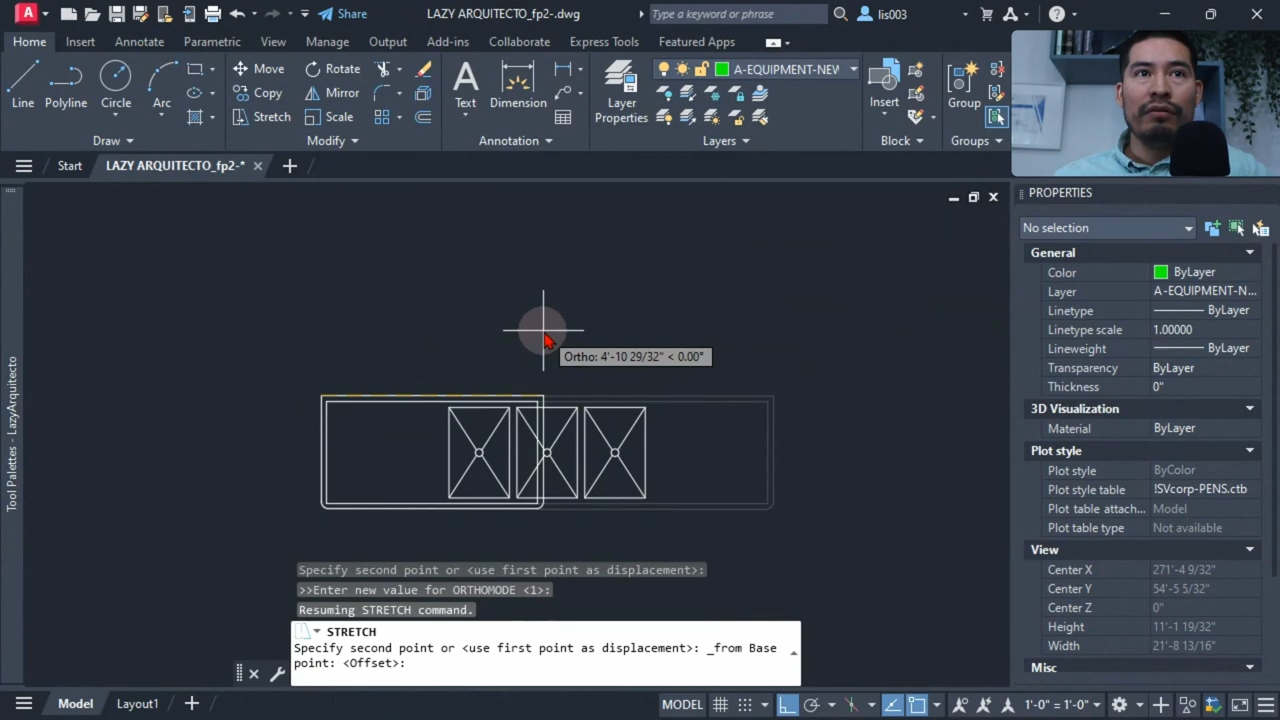 A
Share
LAZY ARQUITECTO_fp2-.dwg
Type a keyword or phrase
lis003
Home
Insert
Annotate
Parametric
View
Manage
Output
Add-ins
Collaborate
Express Tools
Featured Apps
Line
Polyline
Circle
Arc
Draw
Move
Rotate
Copy
Mirror
Stretch
Scale
Modify
Text
Dimension
Annotation
Layer Properties
A-EQUIPMENT-NEW
Layers
Insert
Block
Group
Groups
Start
LAZY ARQUITECTO_fp2-*
Tool Palettes - LazyArquitecto
Ortho: 4'-10 29/32" < 0.00°
Specify second point or <use first point as displacement>:
>>Enter new value for ORTHOMODE <1>:
Resuming STRETCH command.
STRETCH
Specify second point or <use first point as displacement>: _from Base
point: <Offset>:
PROPERTIES
No selection
General
Color ByLayer
Layer A-EQUIPMENT-N...
Linetype ByLayer
Linetype scale 1.00000
Lineweight ByLayer
Transparency ByLayer
Thickness 0"
3D Visualization
Material ByLayer
Plot style
Plot style ByColor
Plot style table !SVcorp-PENS.ctb
Plot table attach... Model
Plot table type Not available
View
Center X 271'-4 9/32"
Center Y 54'-5 5/32"
Center Z 0"
Height 11'-1 19/32"
Width 21'-8 13/16"
Misc
Model
Layout1
MODEL
1'-0" = 1'-0"